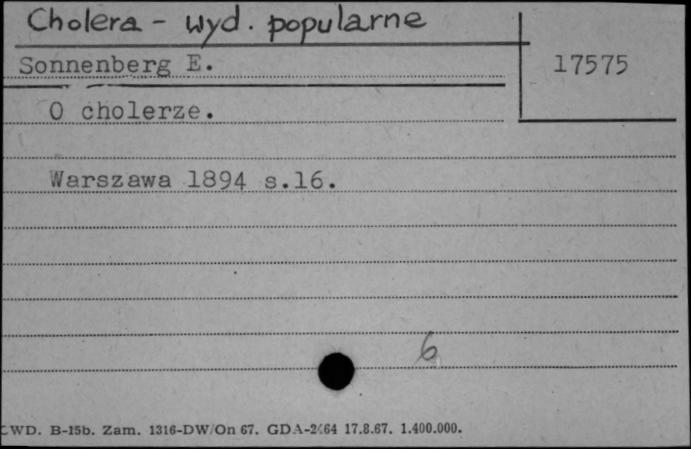 Cholera - wyd. popularne
Sonnenberg E.
17575
O cholerze.
Warszawa 1894 s.16.
6
WD. B-15b. Zam. 1316-DW/On 67. GDA-2464 17.8.67. 1.400.000.